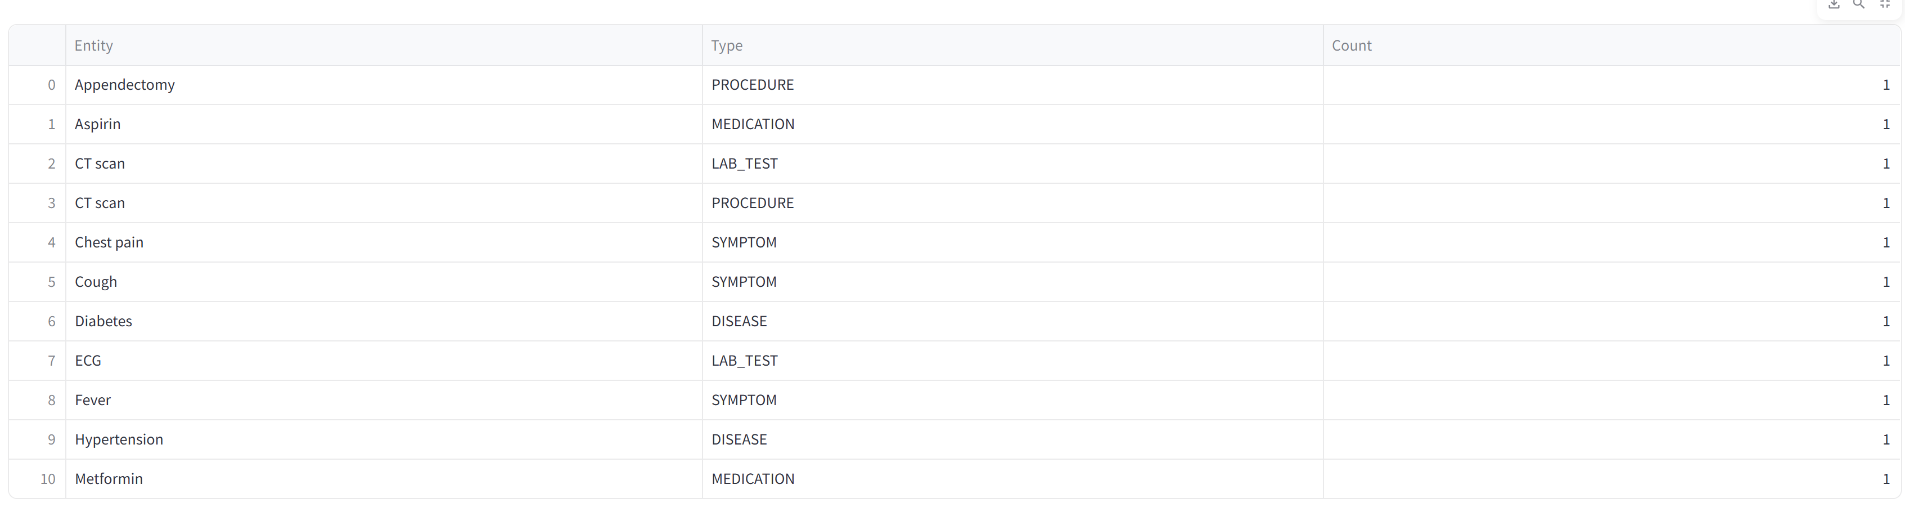 Entity Type Count
0 Appendectomy PROCEDURE 1
1 Aspirin MEDICATION 1
2 CT scan LAB_TEST 1
3 CT scan PROCEDURE 1
4 Chest pain SYMPTOM 1
5 Cough SYMPTOM 1
6 Diabetes DISEASE 1
7 ECG LAB_TEST 1
8 Fever SYMPTOM 1
9 Hypertension DISEASE 1
10 Metformin MEDICATION 1